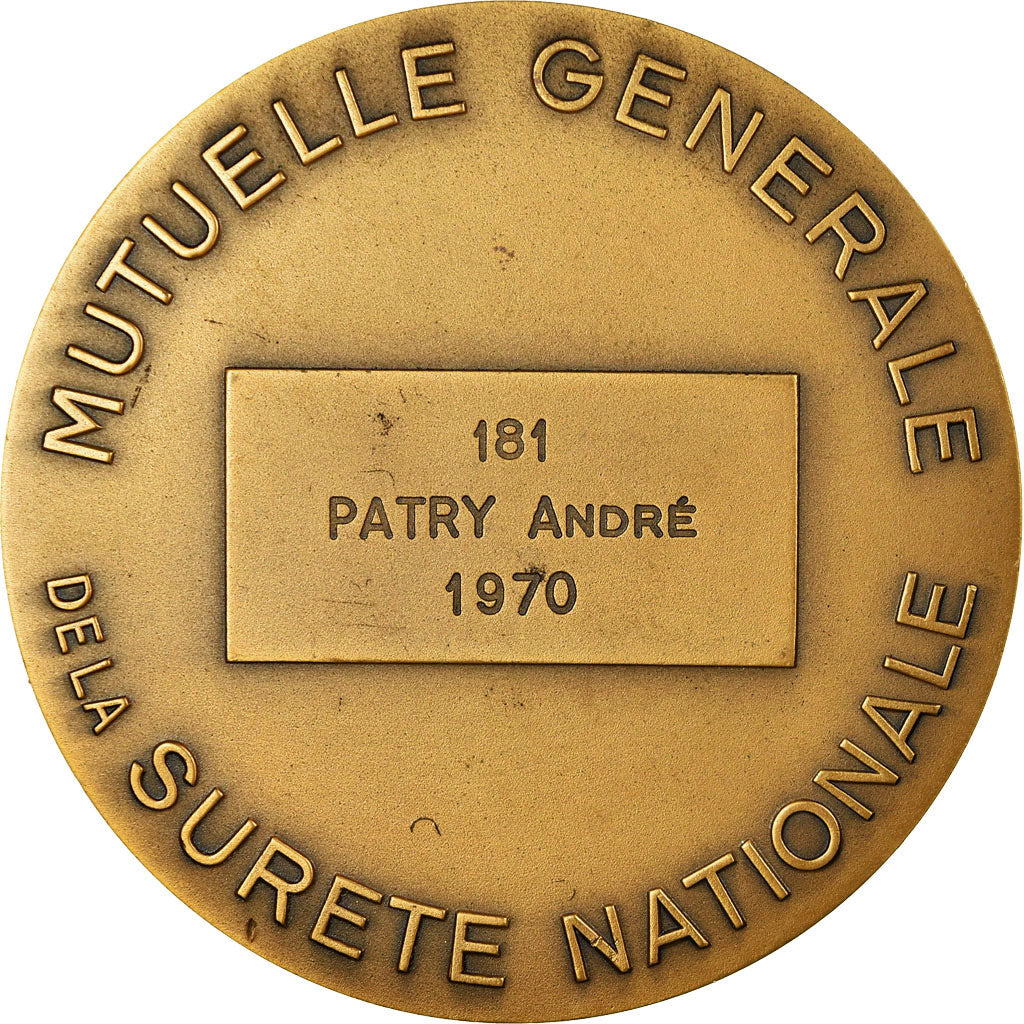 MUTUELLE GENERALE
181
PATRY ANDRÉ
1970
DE LA SURETE NATIONALE